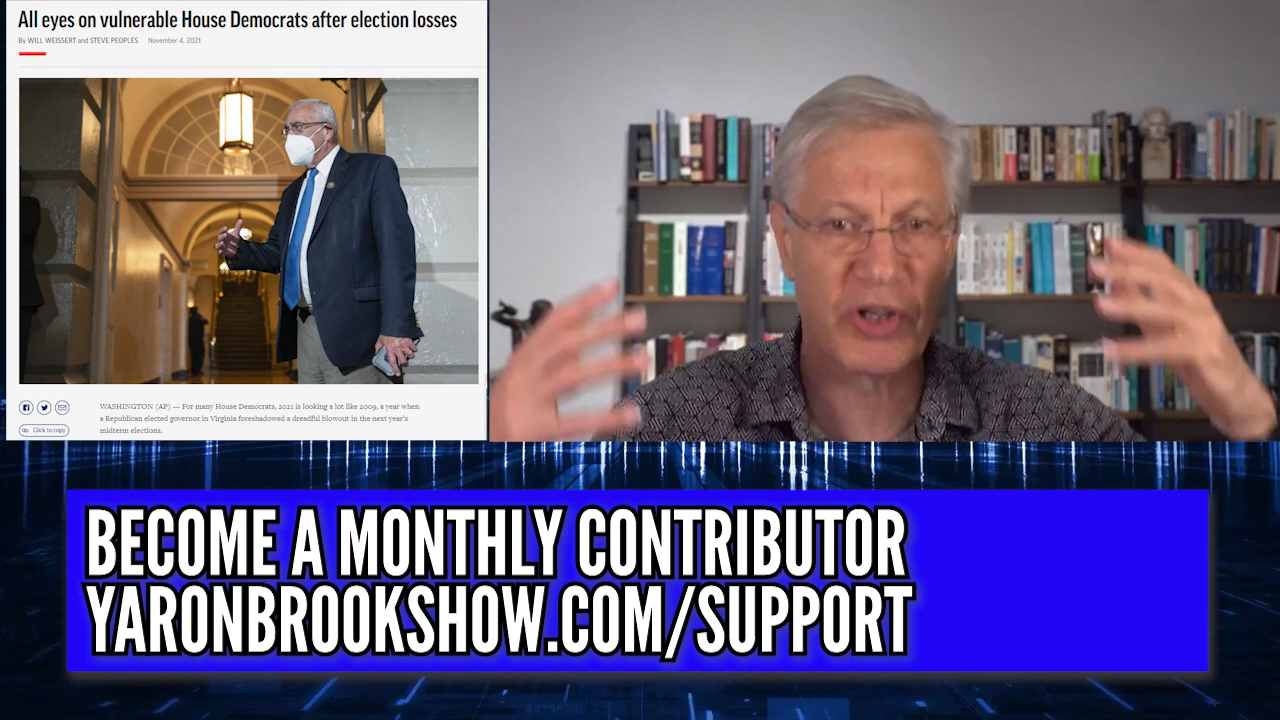 All eyes on vulnerable House Democrats after election losses
By WILL WEISSERT and STEVE PEOPLES November 4, 2021
WASHINGTON (AP) — For many House Democrats, 2021 is looking a lot like 2009, a year when
a Republican elected governor in Virginia foreshadowed a dreadful blowout in the next year's
midterm elections.
Click to copy
BECOME A MONTHLY CONTRIBUTOR
YARONBROOKSHOW.COM/SUPPORT